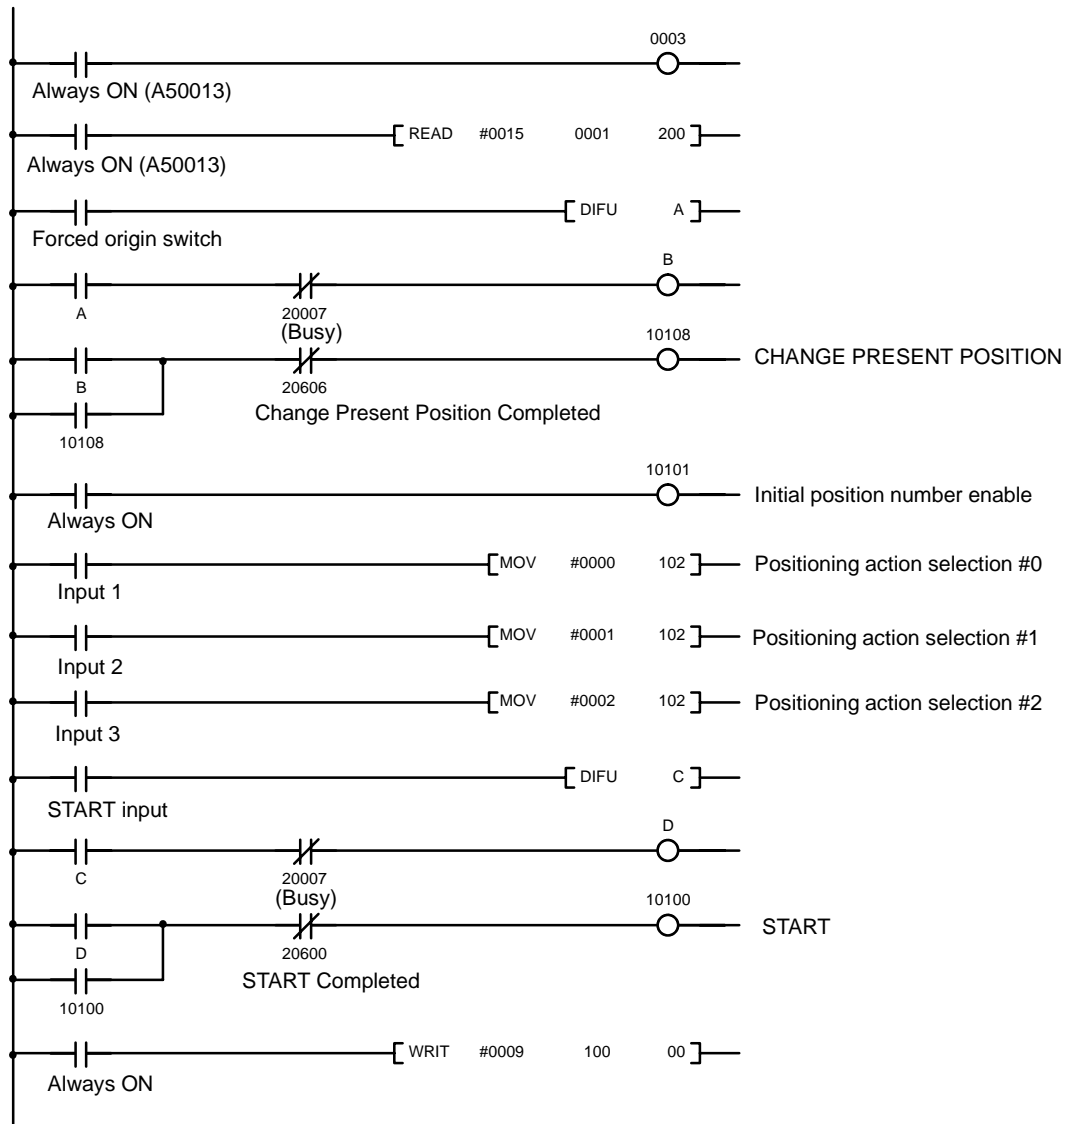 0003
Always ON (A50013)
READ #0015 0001 200
Always ON (A50013)
DIFU A
Forced origin switch
B
A
20007
(Busy)
10108
CHANGE PRESENT POSITION
B
20606
Change Present Position Completed
10108
10101
Initial position number enable
Always ON
MOV #0000 102 Positioning action selection #0
Input 1
MOV #0001 102 Positioning action selection #1
Input 2
MOV #0002 102 Positioning action selection #2
Input 3
DIFU C
START input
D
C
20007
(Busy)
10100
START
D
20600
START Completed
10100
WRIT #0009 100 00
Always ON